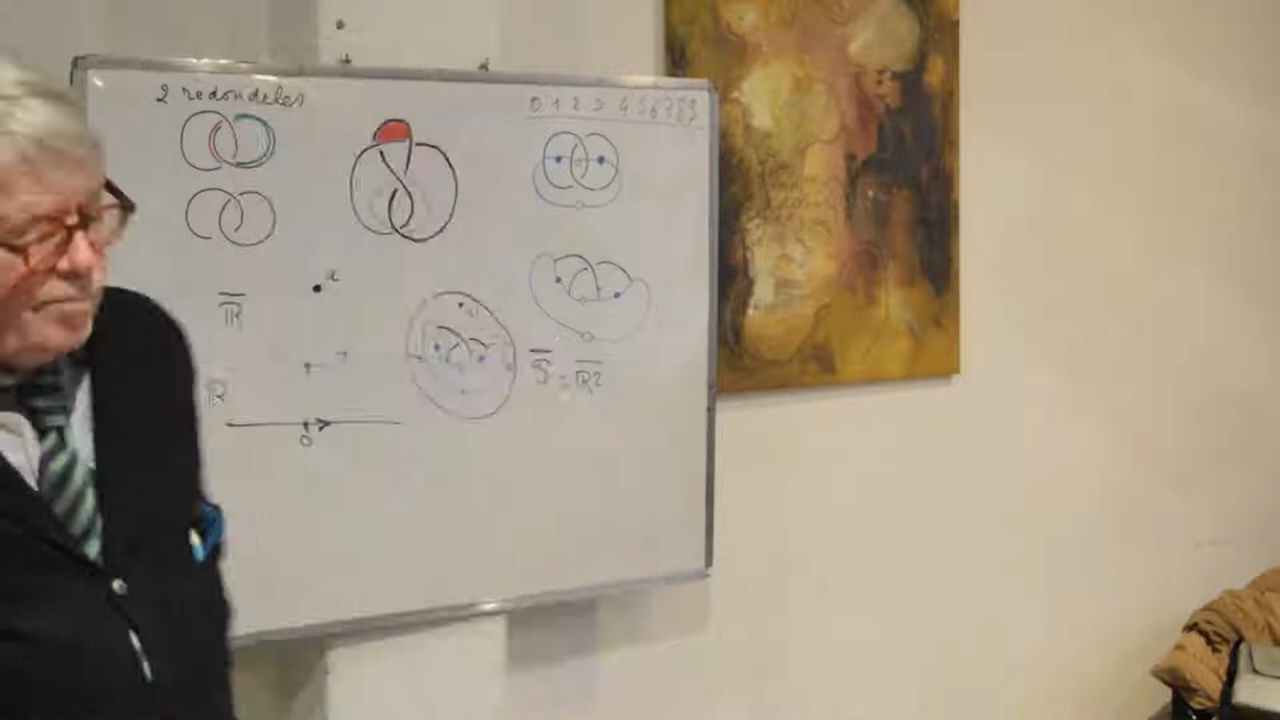 2 redondeles
0 1 2 3 4 5 6 7 8 9
R̅
R
0
S̅ = R̅2